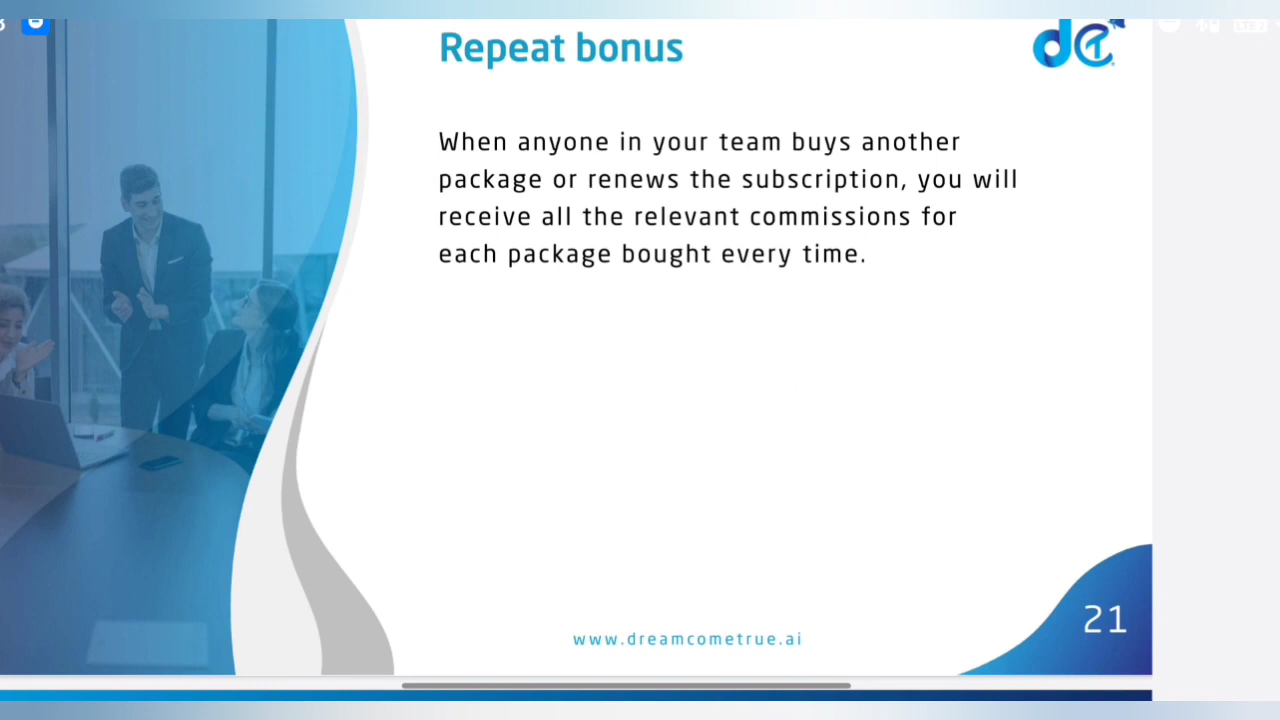 Repeat bonus
When anyone in your team buys another
package or renews the subscription, you will
receive all the relevant commissions for
each package bought every time.
www.dreamcometrue.ai
21